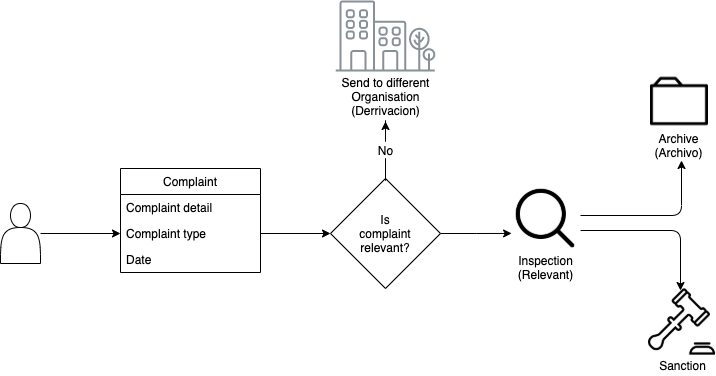 Send to different
Organisation
(Derrivacion)
No
Complaint
Complaint detail
Complaint type
Date
Is
complaint
relevant?
Inspection
(Relevant)
Archive
(Archivo)
Sanction